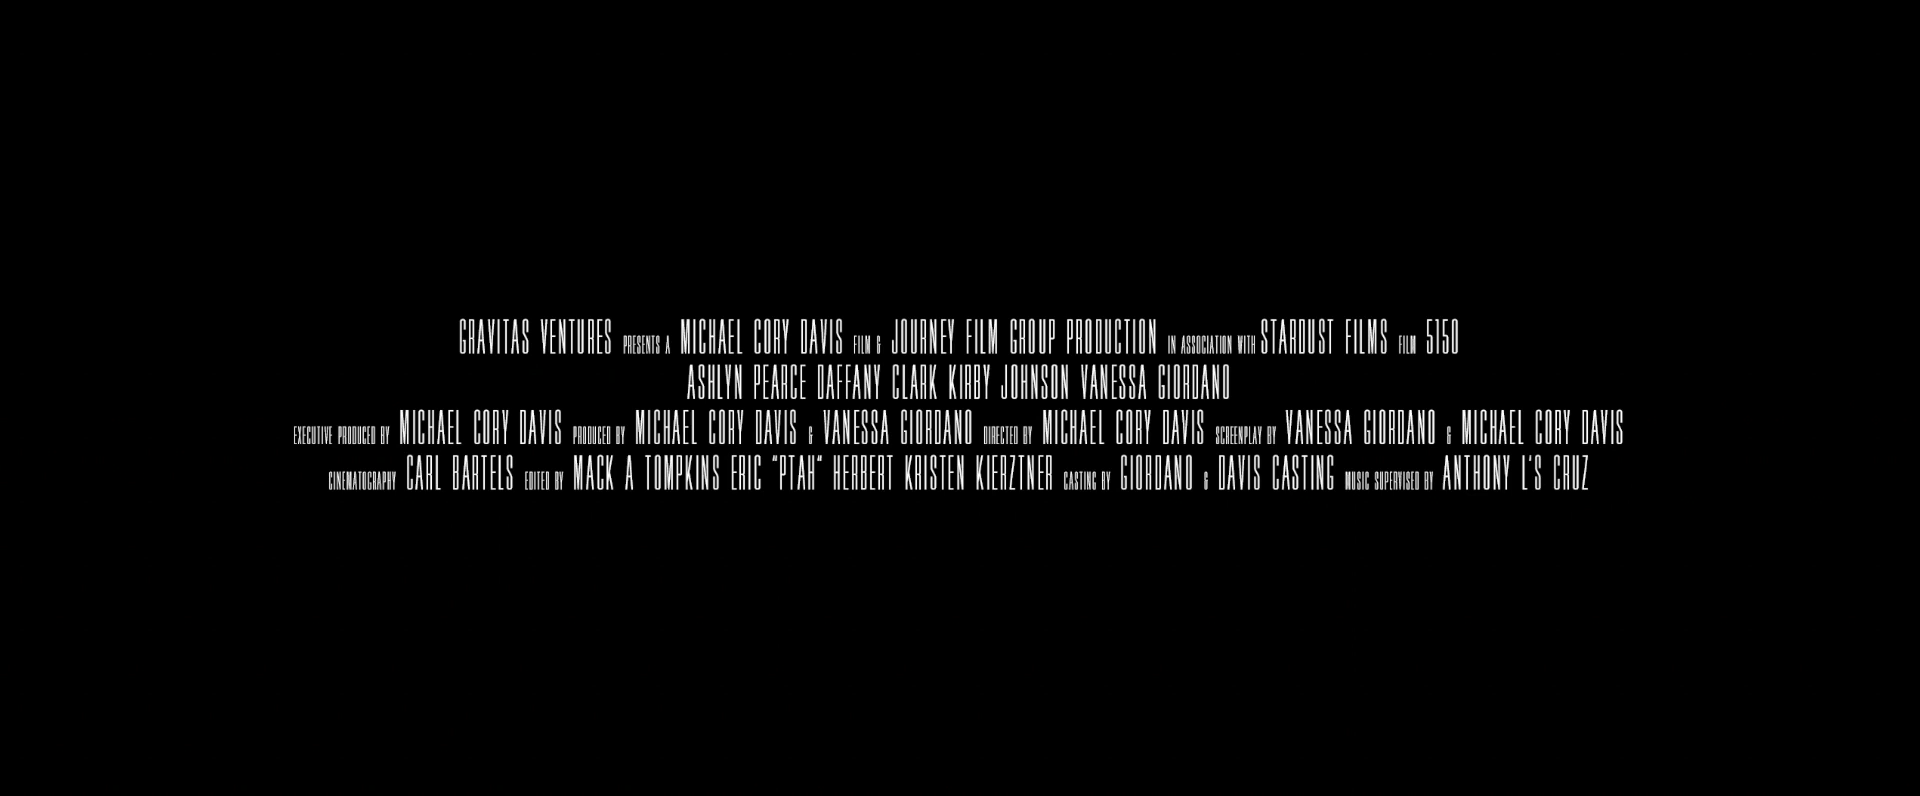 GRAVITAS VENTURES PRESENTS A MICHAEL CORY DAVIS FILM & JOURNEY FILM GROUP PRODUCTION IN ASSOCIATION WITH STARDUST FILMS FILM 5150
ASHLYN PEARCE DAFFANY CLARK KIRBY JOHNSON VANESSA GIORDANO
EXECUTIVE PRODUCED BY MICHAEL CORY DAVIS PRODUCED BY MICHAEL CORY DAVIS & VANESSA GIORDANO DIRECTED BY MICHAEL CORY DAVIS SCREENPLAY BY VANESSA GIORDANO & MICHAEL CORY DAVIS
CINEMATOGRAPHY CARL BARTELS EDITED BY MACK A TOMPKINS ERIC "PTAH" HERBERT KRISTEN KIERZTNER CASTING BY GIORDANO & DAVIS CASTING MUSIC SUPERVISED BY ANTHONY L'S CRUZ